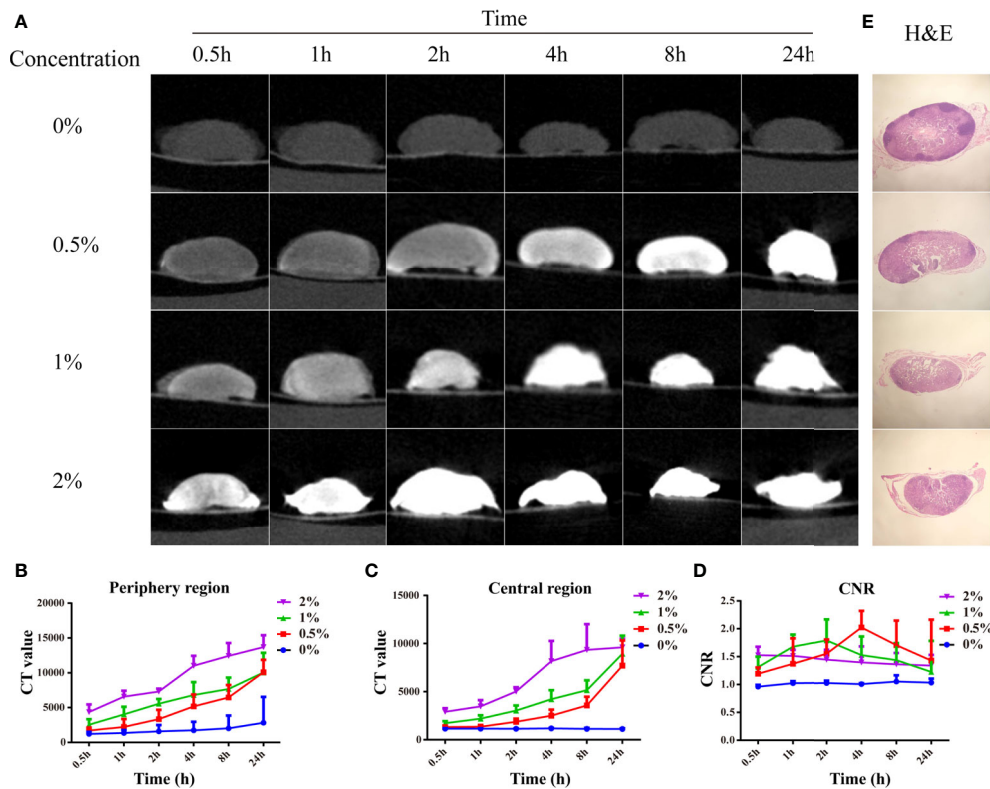 A
Time
E
H&E
Concentration
0.5h
1h
2h
4h
8h
24h
0%
0.5%
1%
2%
B
Periphery region
CT value
20000
15000
10000
5000
0
2%
1%
0.5%
0%
0.5h
1h
2h
4h
8h
24h
Time (h)
C
Central region
CT value
15000
10000
5000
0
2%
1%
0.5%
0%
0.5h
1h
2h
4h
8h
24h
Time (h)
D
CNR
CNR
2.5
2.0
1.5
1.0
0.5
0.0
2%
1%
0.5%
0%
0.5h
1h
2h
4h
8h
24h
Time (h)